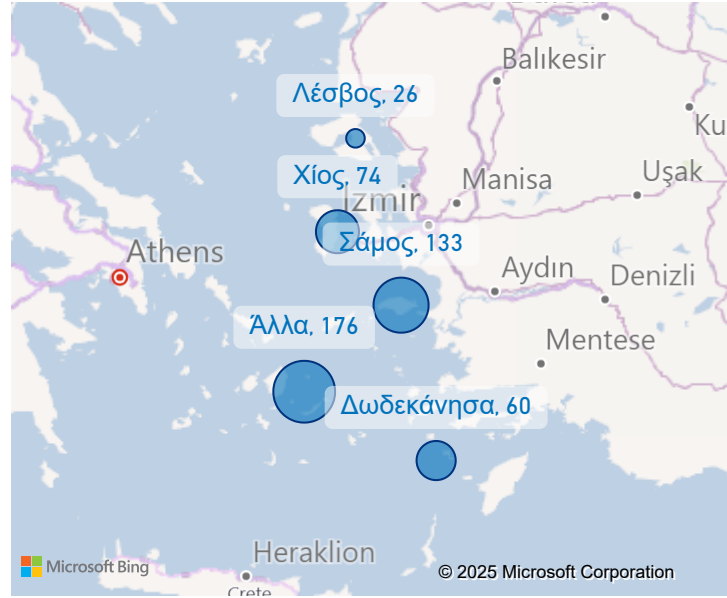 Balıkesir
Λέσβος, 26
Ku
Χίος, 74
Uşak
Manisa
Izmir
Σάμος, 133
Athens
Aydın
Denizli
Άλλα, 176
Mentese
Δωδεκάνησα, 60
Heraklion
Microsoft Bing
© 2025 Microsoft Corporation
Crete